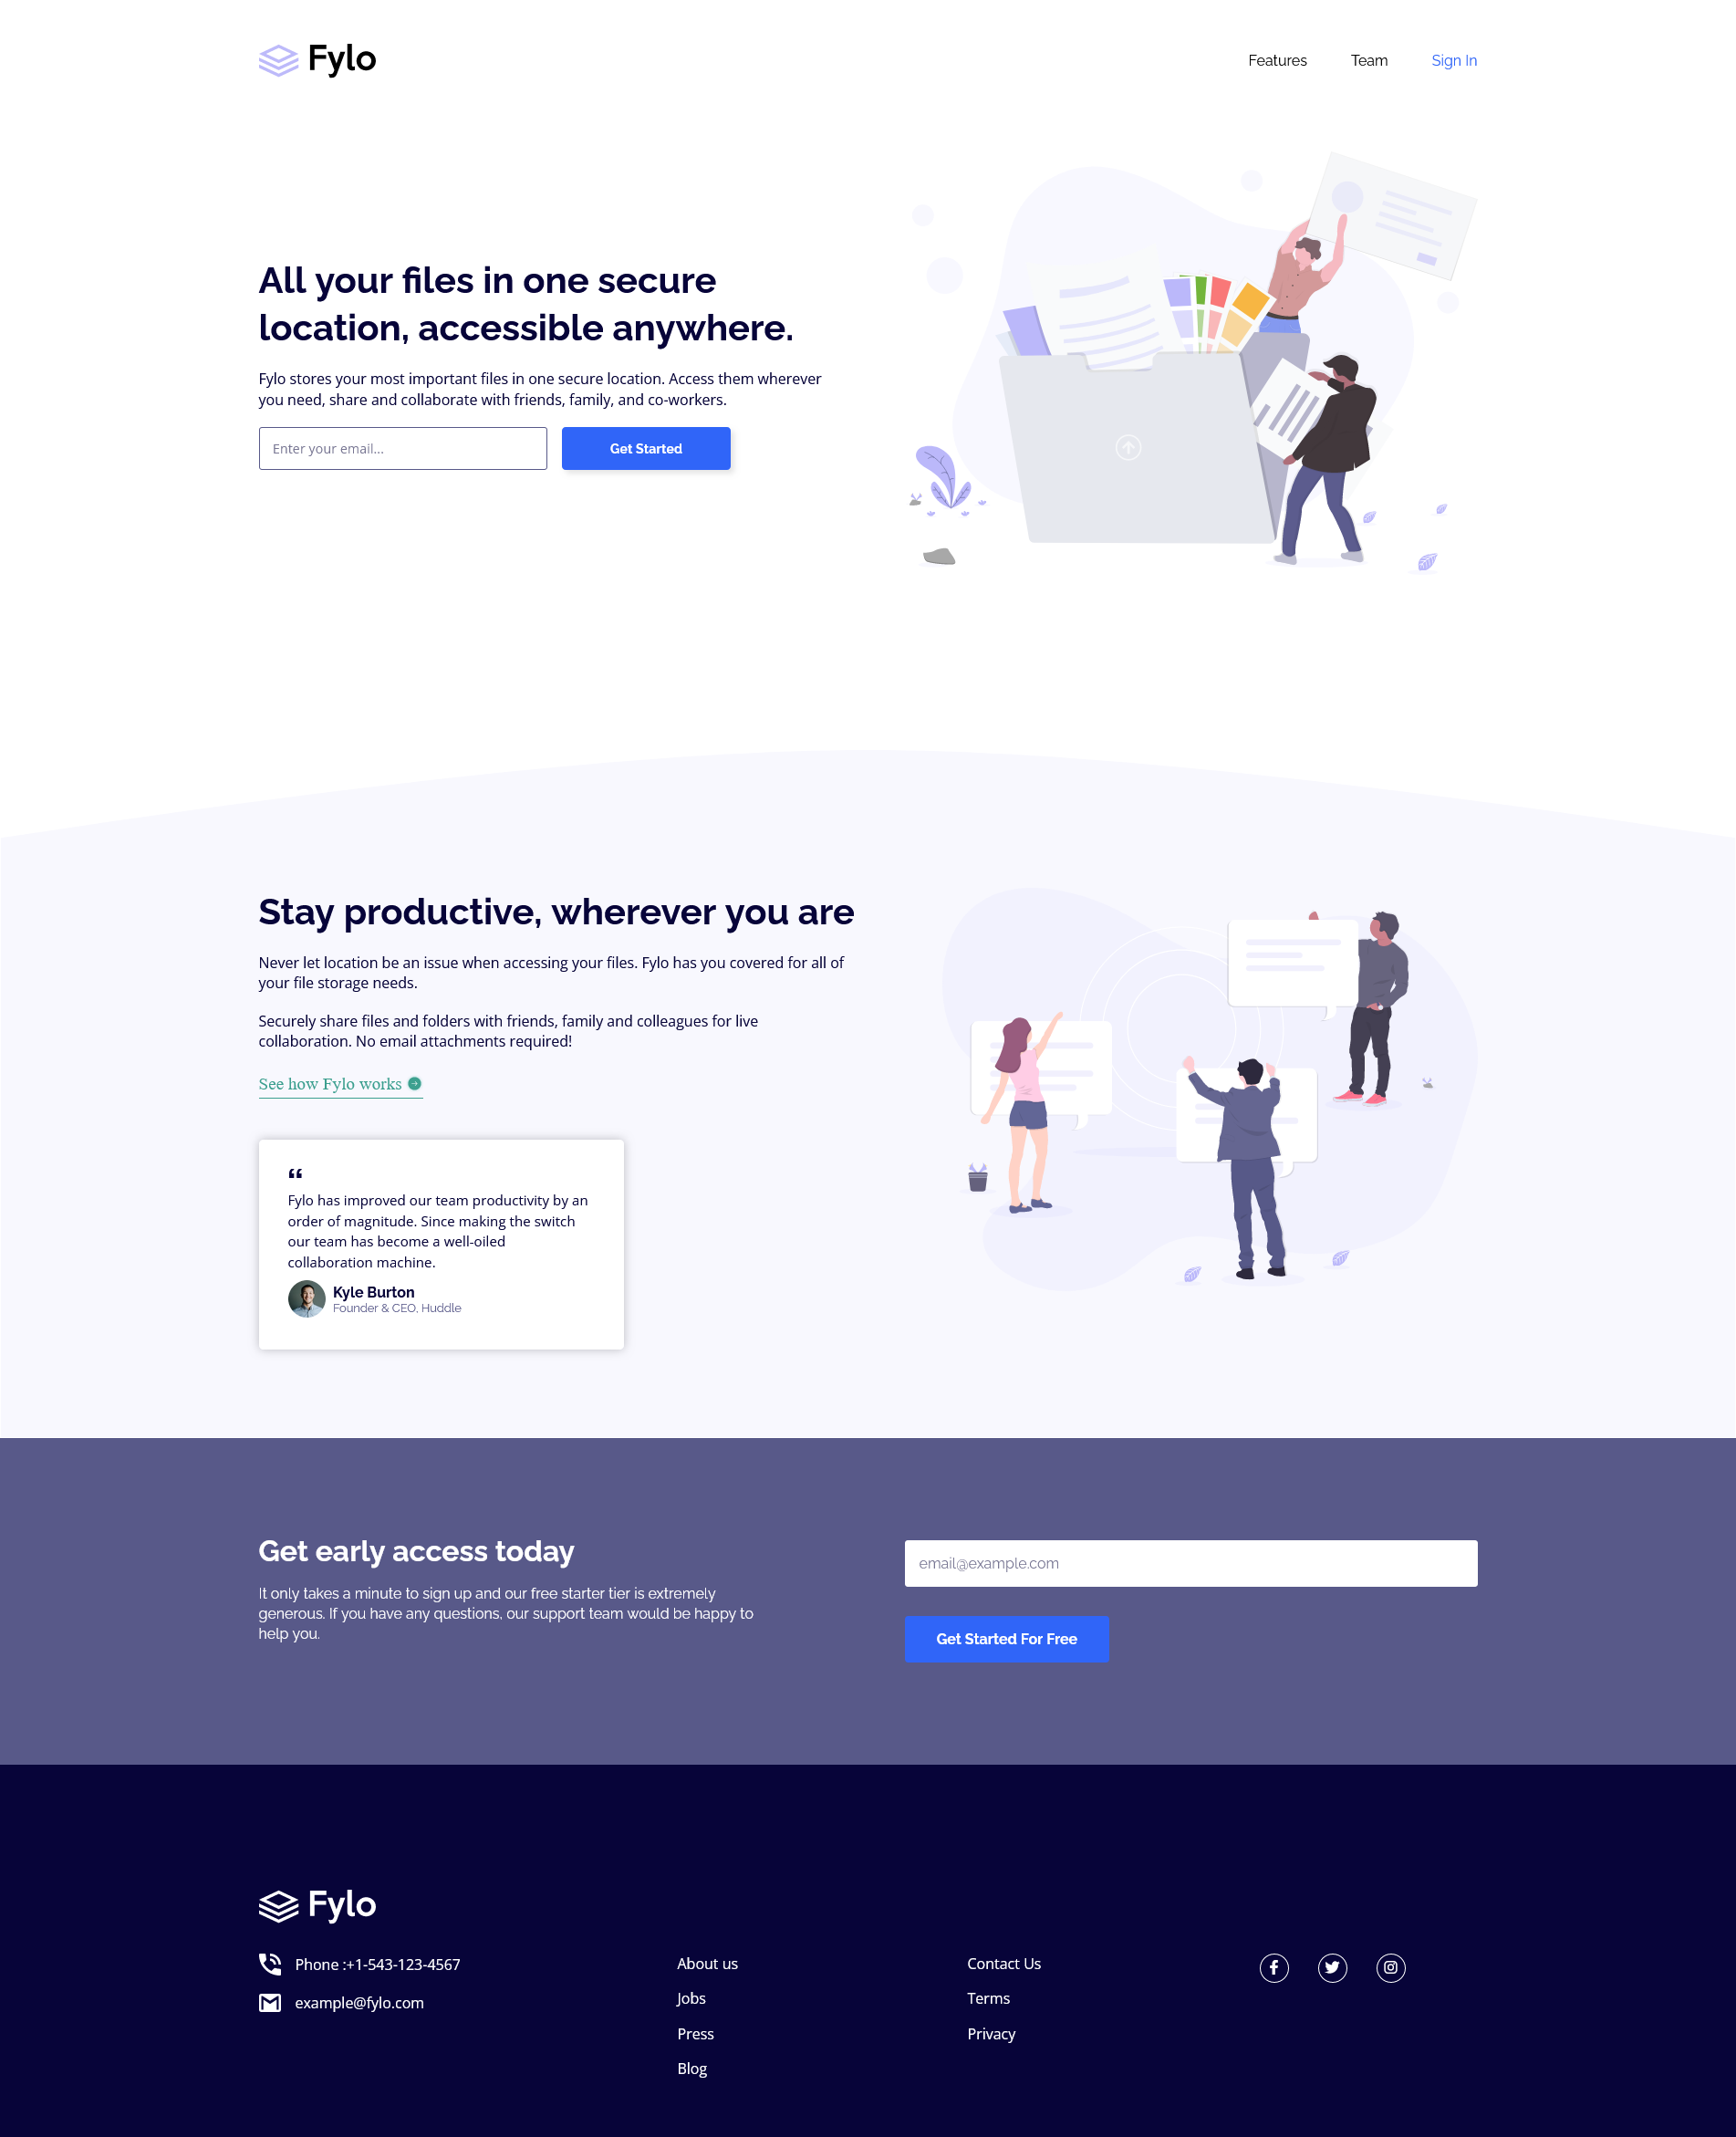 Fylo
Features
Team
Sign In
All your files in one secure
location, accessible anywhere.
Fylo stores your most important files in one secure location. Access them wherever
you need, share and collaborate with friends, family, and co-workers.
Enter your email...
Get Started
Stay productive, wherever you are
Never let location be an issue when accessing your files. Fylo has you covered for all of
your file storage needs.
Securely share files and folders with friends, family and colleagues for live
collaboration. No email attachments required!
See how Fylo works
“
Fylo has improved our team productivity by an
order of magnitude. Since making the switch
our team has become a well-oiled
collaboration machine.
Kyle Burton
Founder & CEO, Huddle
Get early access today
It only takes a minute to sign up and our free starter tier is extremely
generous. If you have any questions, our support team would be happy to
help you.
email@example.com
Get Started For Free
Fylo
Phone :+1-543-123-4567
example@fylo.com
About us
Jobs
Press
Blog
Contact Us
Terms
Privacy